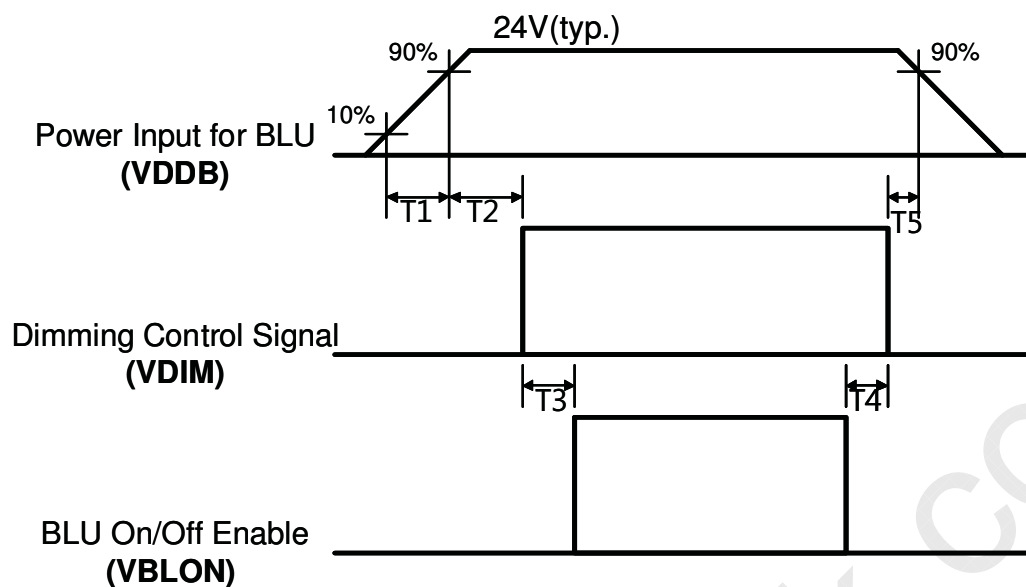 24V(typ.)
90%
90%
10%
Power Input for BLU
(VDDB)
T1
T2
T5
Dimming Control Signal
(VDIM)
T3
T4
BLU On/Off Enable
(VBLON)